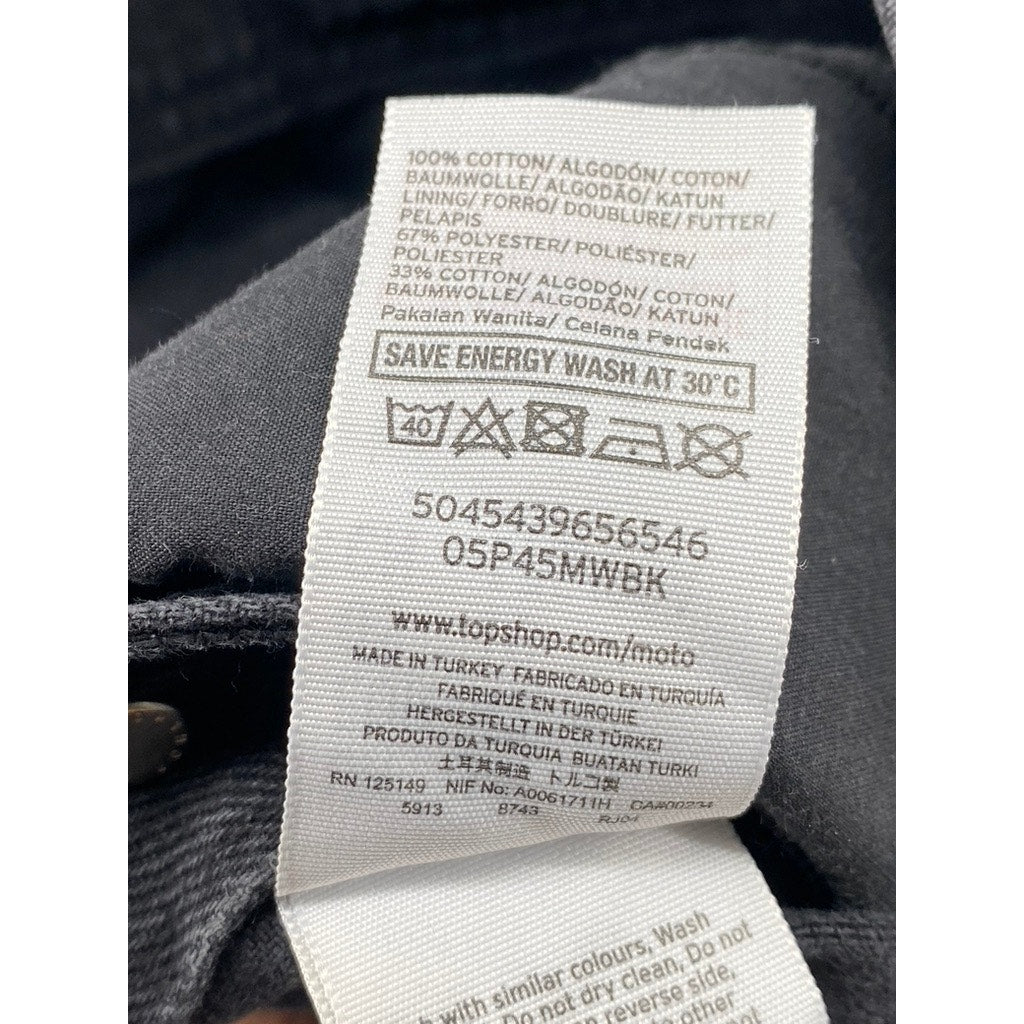 100% COTTON/ ALGODÓN/ COTON/
BAUMWOLLE/ ALGODÃO/ KATUN
LINING/ FORRO/ DOUBLURE/ FUTTER/
PELAPIS
67% POLYESTER/ POLIÉSTER/
POLIESTER
33% COTTON/ ALGODÓN/ COTON/
BAUMWOLLE/ ALGODÃO/ KATUN
Pakaian Wanita/ Celana Pendek
SAVE ENERGY WASH AT 30°C
40
5045439656546
05P45MWBK
www.topshop.com/moto
MADE IN TURKEY FABRICADO EN TURQUÍA
FABRIQUÉ EN TURQUIE
HERGESTELLT IN DER TÜRKEI
PRODUTO DA TURQUIA BUATAN TURKI
土耳其制造 トルコ製
RN 125149 NIF No: A0061711H
5913 8743
with similar colours, Wash
Do not dry clean, Do not
on reverse side,
to other